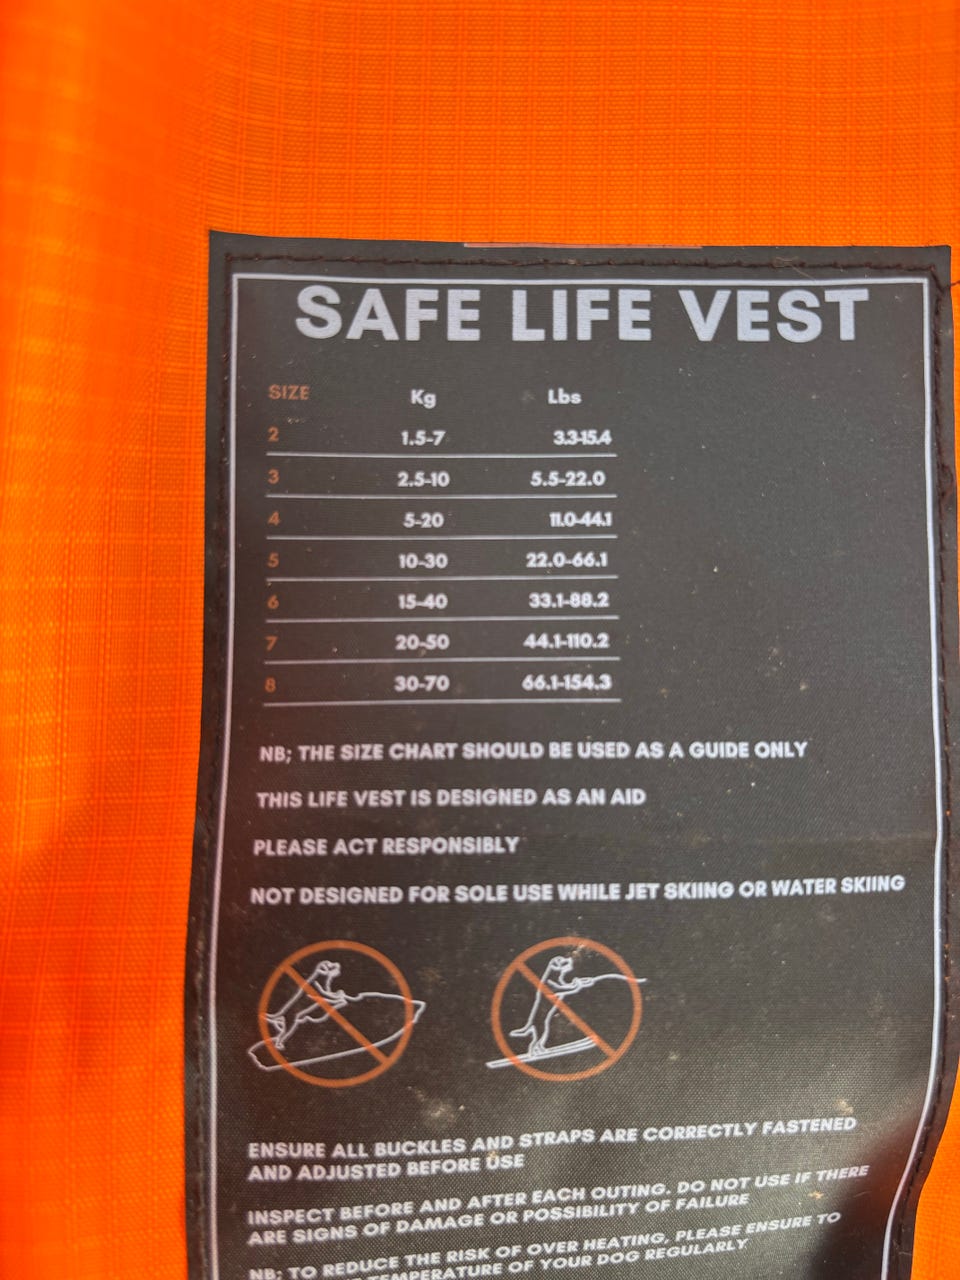 SAFE LIFE VEST
SIZE Kg Lbs
2 1.5-7 3.3-15.4
3 2.5-10 5.5-22.0
4 5-20 11.0-44.1
5 10-30 22.0-66.1
6 15-40 33.1-88.2
7 20-50 44.1-110.2
8 30-70 66.1-154.3
NB; THE SIZE CHART SHOULD BE USED AS A GUIDE ONLY
THIS LIFE VEST IS DESIGNED AS AN AID
PLEASE ACT RESPONSIBLY
NOT DESIGNED FOR SOLE USE WHILE JET SKIING OR WATER SKIING
ENSURE ALL BUCKLES AND STRAPS ARE CORRECTLY FASTENED
AND ADJUSTED BEFORE USE
INSPECT BEFORE AND AFTER EACH OUTING. DO NOT USE IF THERE
ARE SIGNS OF DAMAGE OR POSSIBILITY OF FAILURE
NB; TO REDUCE THE RISK OF OVER HEATING, PLEASE ENSURE TO
TEMPERATURE OF YOUR DOG REGULARLY